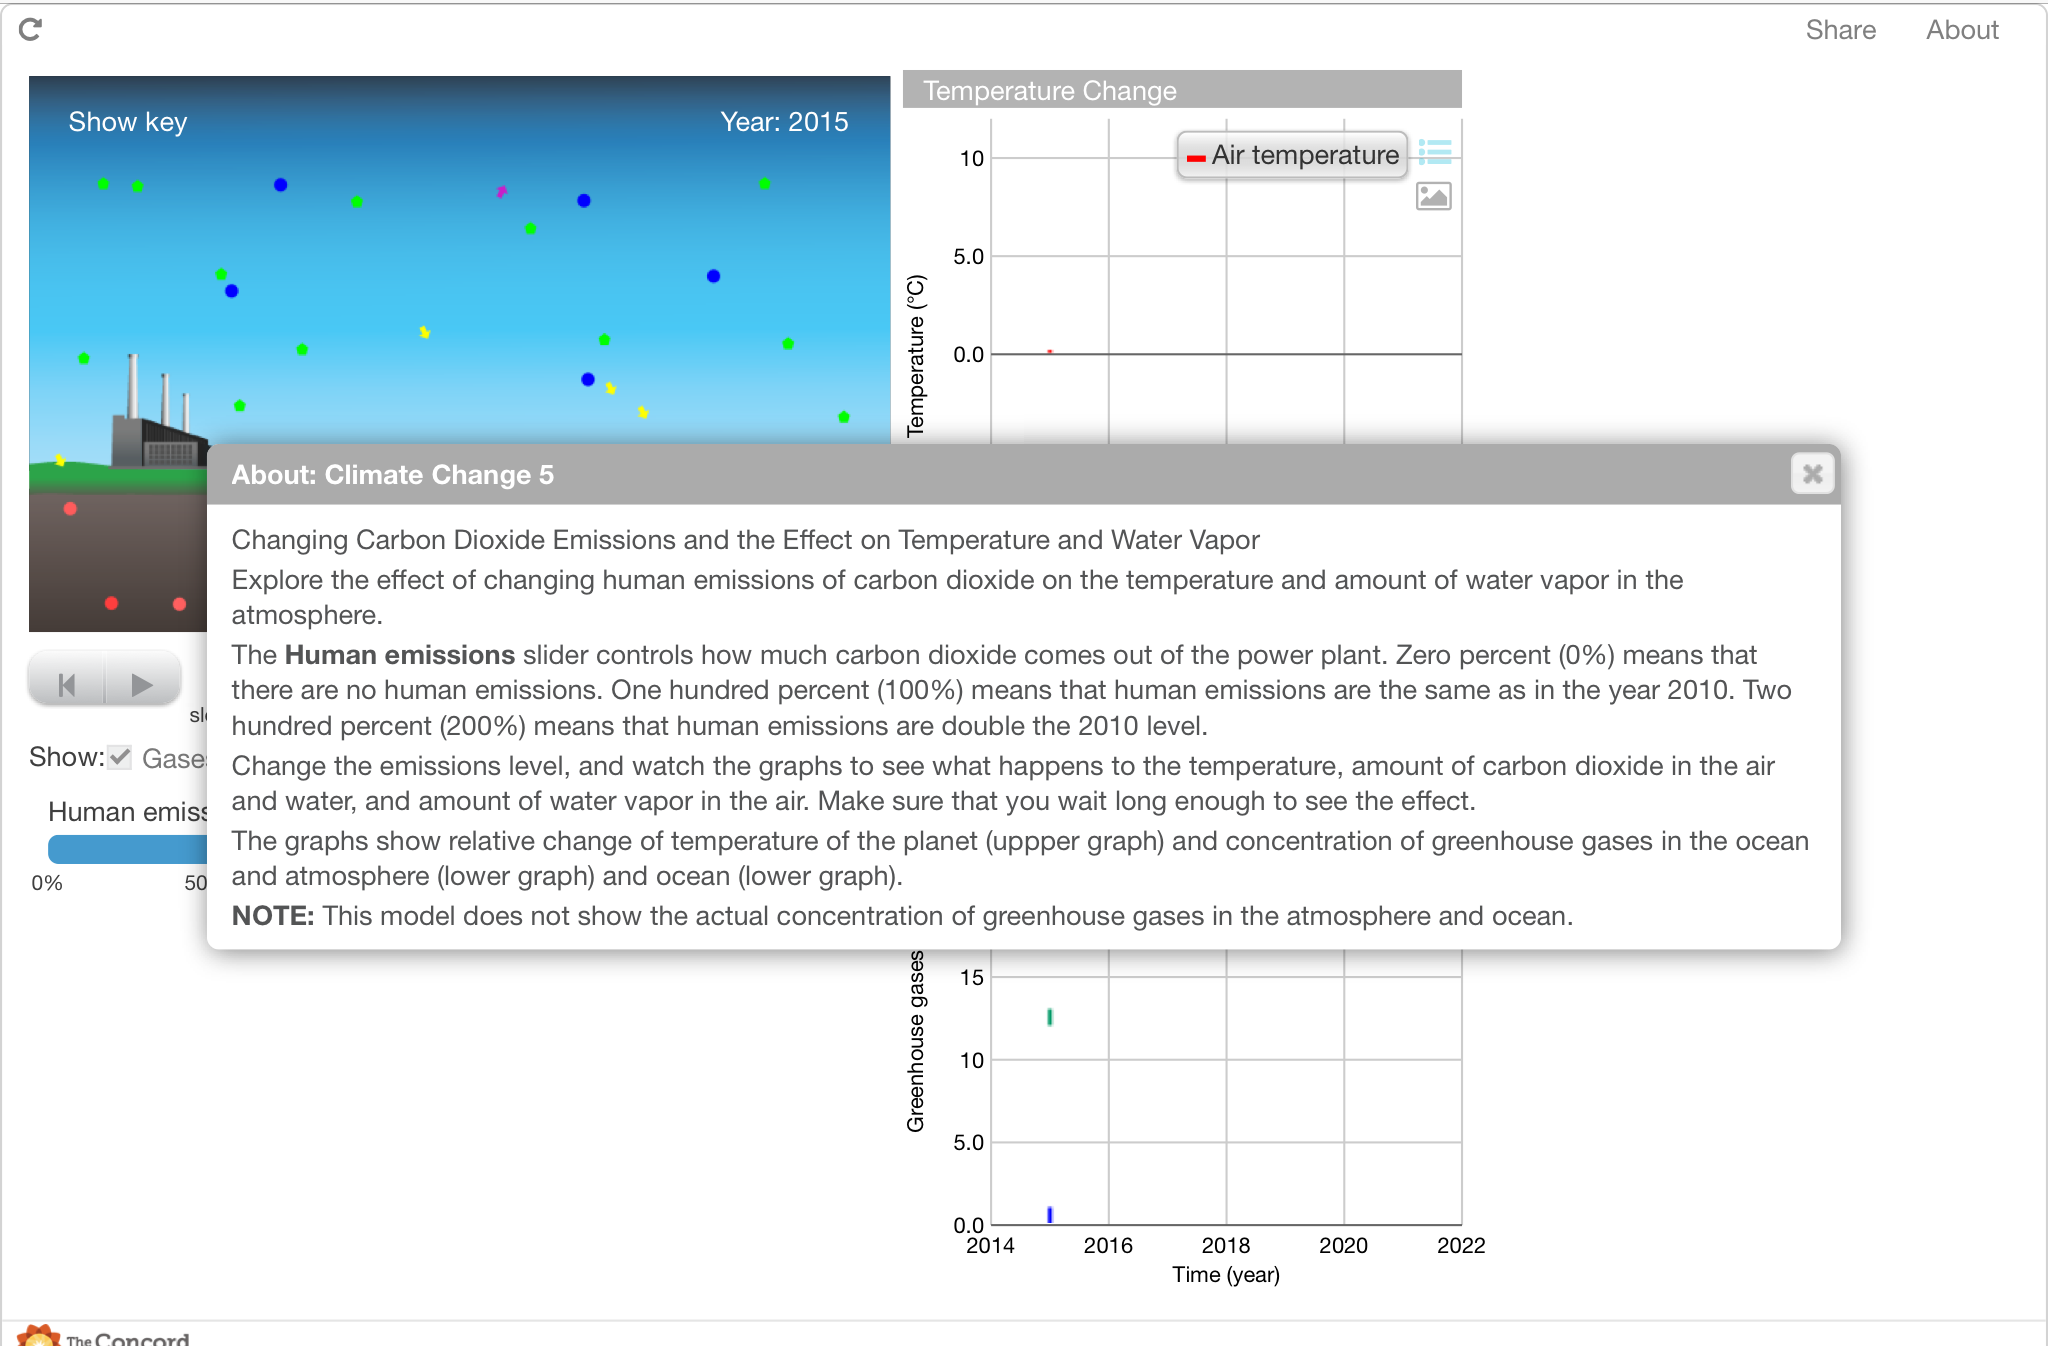 Share
About
Show key
Year: 2015
Temperature Change
Air temperature
10
5.0
0.0
Temperature (°C)
About: Climate Change 5
Changing Carbon Dioxide Emissions and the Effect on Temperature and Water Vapor
Explore the effect of changing human emissions of carbon dioxide on the temperature and amount of water vapor in the
atmosphere.
The Human emissions slider controls how much carbon dioxide comes out of the power plant. Zero percent (0%) means that
there are no human emissions. One hundred percent (100%) means that human emissions are the same as in the year 2010. Two
hundred percent (200%) means that human emissions are double the 2010 level.
Change the emissions level, and watch the graphs to see what happens to the temperature, amount of carbon dioxide in the air
and water, and amount of water vapor in the air. Make sure that you wait long enough to see the effect.
The graphs show relative change of temperature of the planet (uppper graph) and concentration of greenhouse gases in the ocean
and atmosphere (lower graph) and ocean (lower graph).
NOTE: This model does not show the actual concentration of greenhouse gases in the atmosphere and ocean.
Show:
Gases
Human emiss
0%
50
15
10
5.0
0.0
Greenhouse gases
2014 2016 2018 2020 2022
Time (year)
The Concord